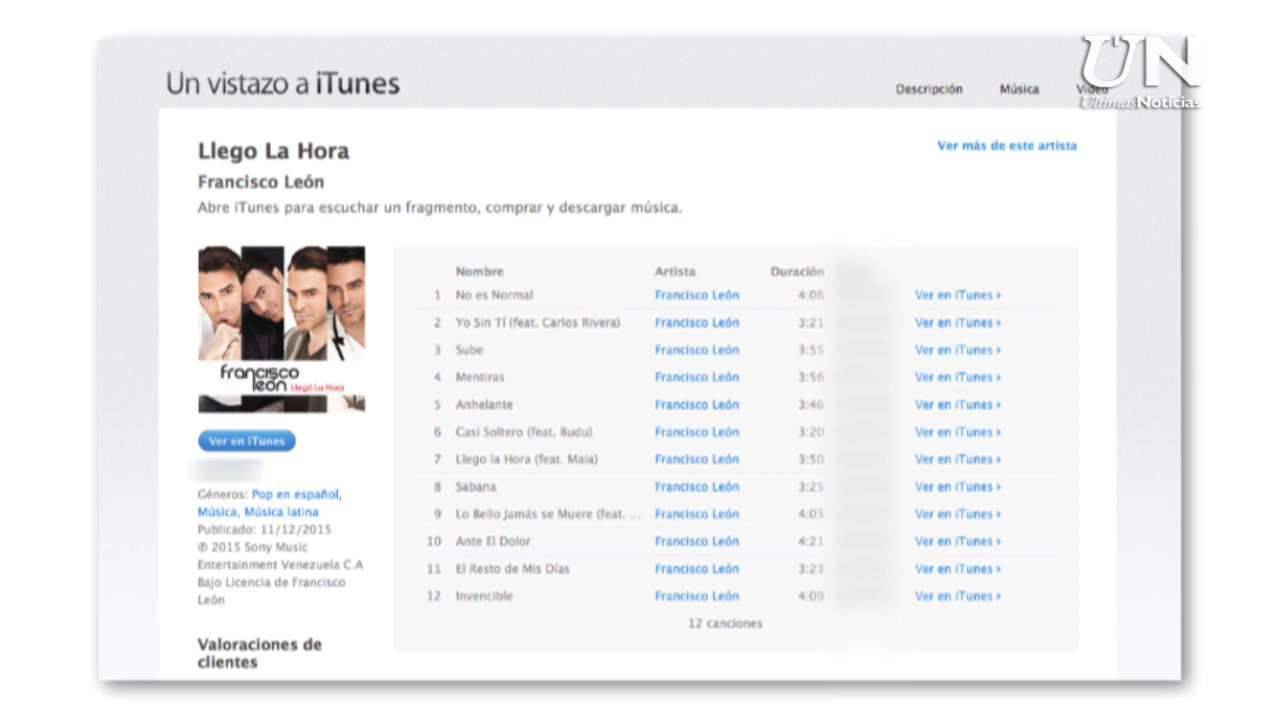 UN
ÚltimasNoticias
Un vistazo a iTunes
Descripción Música Video
Llego La Hora
Ver más de este artista
Francisco León
Abre iTunes para escuchar un fragmento, comprar y descargar música.
francisco
león Llegó La Hora
Ver en iTunes
Géneros: Pop en español,
Música, Música latina
Publicado: 11/12/2015
℗ 2015 Sony Music
Entertainment Venezuela C.A
Bajo Licencia de Francisco
León
Valoraciones de
clientes
Nombre Artista Duración
1 No es Normal Francisco León 4:06 Ver en iTunes
2 Yo Sin Tí (feat. Carlos Rivera) Francisco León 3:21 Ver en iTunes
3 Sube Francisco León 3:55 Ver en iTunes
4 Mentiras Francisco León 3:56 Ver en iTunes
5 Anhelante Francisco León 3:46 Ver en iTunes
6 Casi Soltero (feat. Budu) Francisco León 3:20 Ver en iTunes
7 Llego la Hora (feat. Maia) Francisco León 3:50 Ver en iTunes
8 Sabana Francisco León 3:25 Ver en iTunes
9 Lo Bello Jamás se Muere (feat. ... Francisco León 4:03 Ver en iTunes
10 Ante El Dolor Francisco León 4:21 Ver en iTunes
11 El Resto de Mis Días Francisco León 3:23 Ver en iTunes
12 Invencible Francisco León 4:09 Ver en iTunes
12 canciones